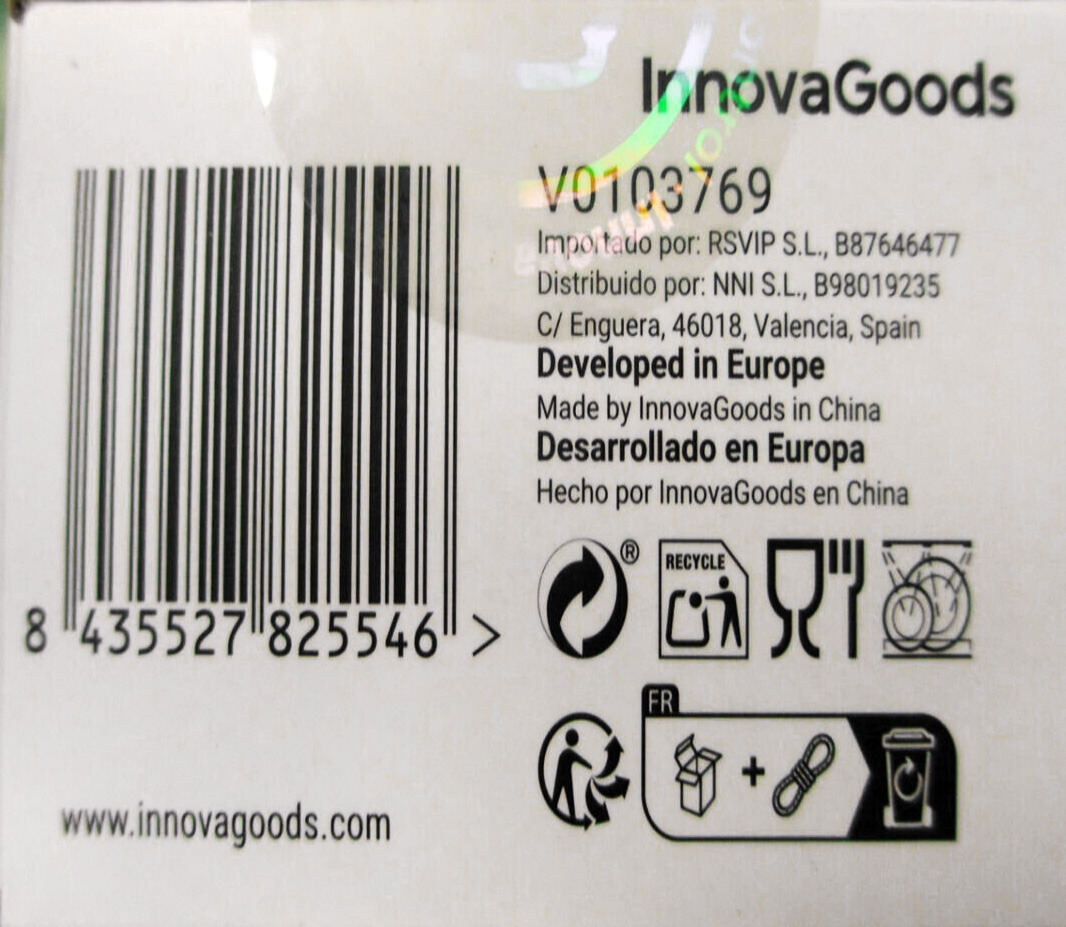 InnovaGoods
V0103769
Importado por: RSVIP S.L., B87646477
Distribuido por: NNI S.L., B98019235
C/ Enguera, 46018, Valencia, Spain
Developed in Europe
Made by InnovaGoods in China
Desarrollado en Europa
Hecho por InnovaGoods en China
8 435527 825546 >
®
RECYCLE
FR
+
www.innovagoods.com